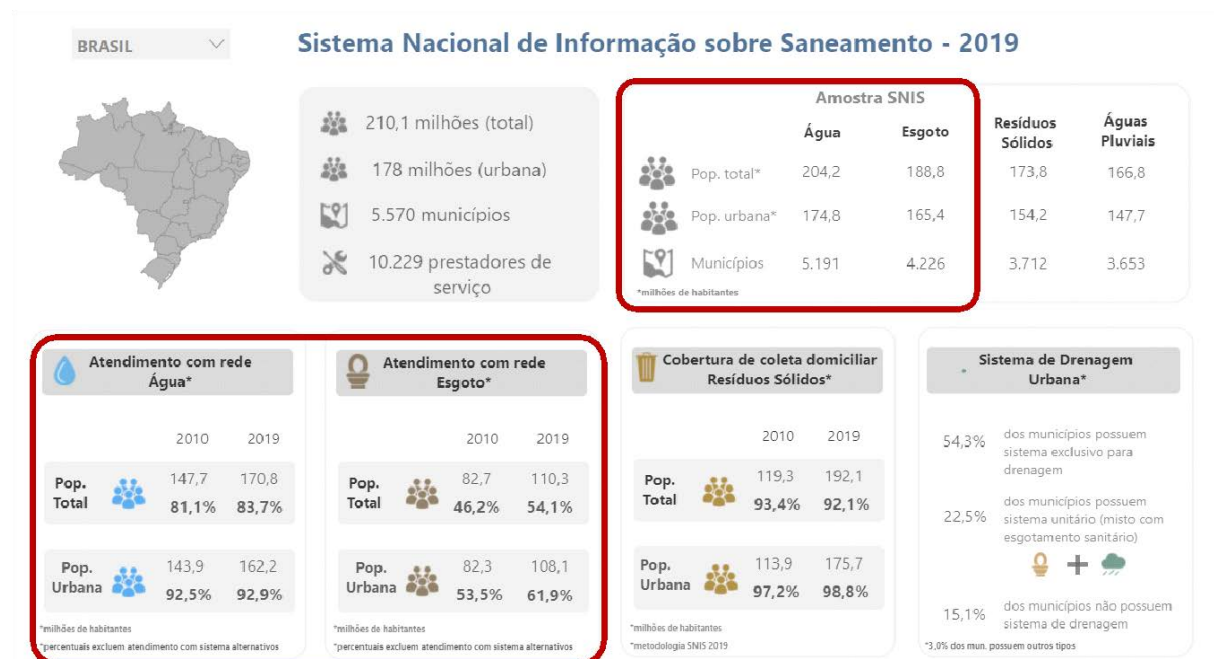 BRASIL
Sistema Nacional de Informação sobre Saneamento - 2019
210,1 milhões (total)
178 milhões (urbana)
5.570 municípios
10.229 prestadores de
serviço
Amostra SNIS
Água Esgoto Resíduos Sólidos Águas Pluviais
Pop. total* 204,2 188,8 173,8 166,8
Pop. urbana* 174,8 165,4 154,2 147,7
Municípios 5.191 4.226 3.712 3.653
*milhões de habitantes
Atendimento com rede
Água*
2010 2019
Pop. Total 147,7 170,8
81,1% 83,7%
Pop. Urbana 143,9 162,2
92,5% 92,9%
*milhões de habitantes
*percentuais excluem atendimento com sistema alternativos
Atendimento com rede
Esgoto*
2010 2019
Pop. Total 82,7 110,3
46,2% 54,1%
Pop. Urbana 82,3 108,1
53,5% 61,9%
*milhões de habitantes
*percentuais excluem atendimento com sistema alternativos
Cobertura de coleta domiciliar
Resíduos Sólidos*
2010 2019
Pop. Total 119,3 192,1
93,4% 92,1%
Pop. Urbana 113,9 175,7
97,2% 98,8%
*milhões de habitantes
*metodologia SNIS 2019
Sistema de Drenagem
Urbana*
54,3% dos municípios possuem
sistema exclusivo para
drenagem
22,5% dos municípios possuem
sistema unitário (misto com
esgotamento sanitário)
+
15,1% dos municípios não possuem
sistema de drenagem
*3,0% dos mun. possuem outros tipos